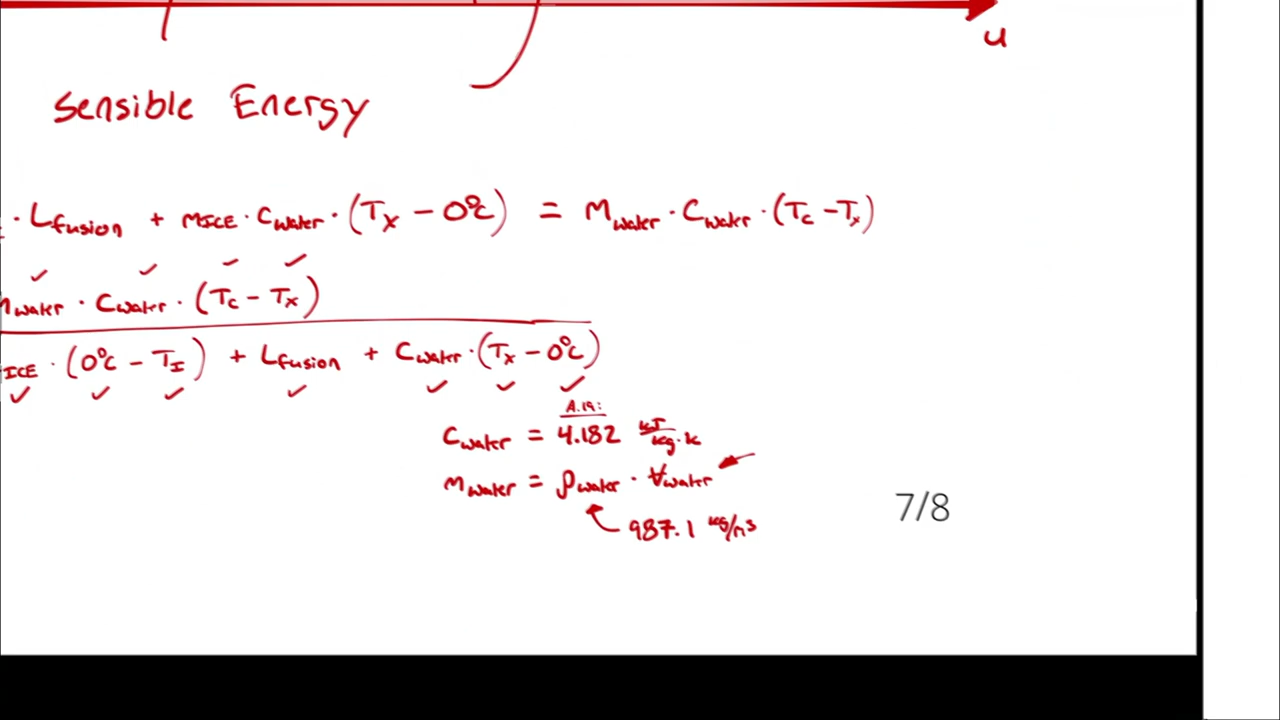 u
Sensible Energy
· Lfusion + MICE · Cwater · (Tx − 0°C) = Mwater · Cwater · (Tc − Tx)
water · Cwater · (Tc − Tx)
ICE · (0°C − TI) + Lfusion + Cwater · (Tx − 0°C)
A.19:
Cwater = 4.182 kJ/kg·K
mwater = ρwater · Vwater
987.1 kg/m³
7/8